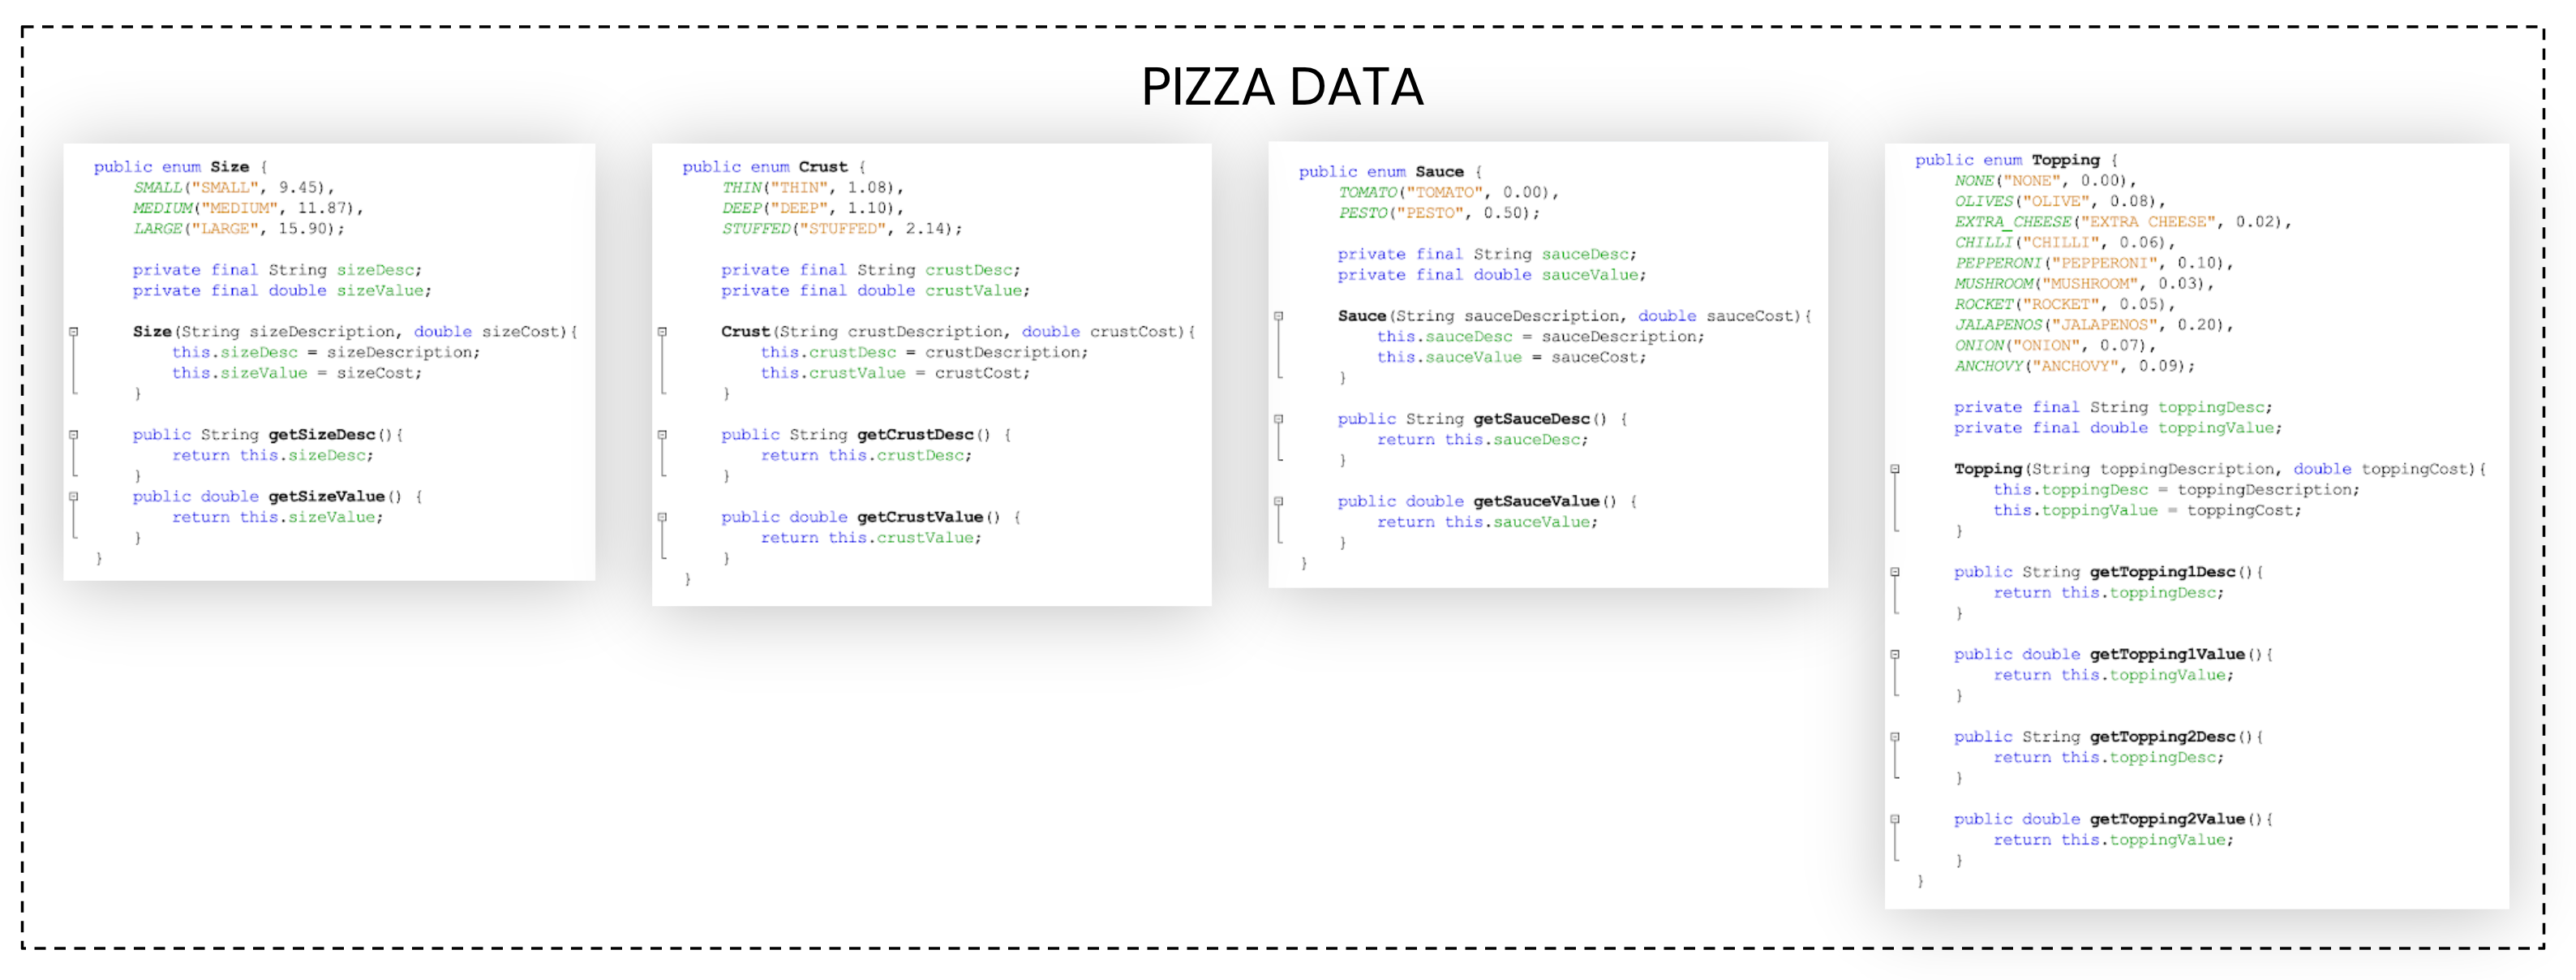 PIZZA DATA
public enum Size {
SMALL("SMALL", 9.45),
MEDIUM("MEDIUM", 11.87),
LARGE("LARGE", 15.90);
private final String sizeDesc;
private final double sizeValue;
Size(String sizeDescription, double sizeCost){
this.sizeDesc = sizeDescription;
this.sizeValue = sizeCost;
}
public String getSizeDesc(){
return this.sizeDesc;
}
public double getSizeValue() {
return this.sizeValue;
}
}
public enum Crust {
THIN("THIN", 1.08),
DEEP("DEEP", 1.10),
STUFFED("STUFFED", 2.14);
private final String crustDesc;
private final double crustValue;
Crust(String crustDescription, double crustCost){
this.crustDesc = crustDescription;
this.crustValue = crustCost;
}
public String getCrustDesc() {
return this.crustDesc;
}
public double getCrustValue() {
return this.crustValue;
}
}
public enum Sauce {
TOMATO("TOMATO", 0.00),
PESTO("PESTO", 0.50);
private final String sauceDesc;
private final double sauceValue;
Sauce(String sauceDescription, double sauceCost){
this.sauceDesc = sauceDescription;
this.sauceValue = sauceCost;
}
public String getSauceDesc() {
return this.sauceDesc;
}
public double getSauceValue() {
return this.sauceValue;
}
}
public enum Topping {
NONE("NONE", 0.00),
OLIVES("OLIVE", 0.08),
EXTRA_CHEESE("EXTRA CHEESE", 0.02),
CHILLI("CHILLI", 0.06),
PEPPERONI("PEPPERONI", 0.10),
MUSHROOM("MUSHROOM", 0.03),
ROCKET("ROCKET", 0.05),
JALAPENOS("JALAPENOS", 0.20),
ONION("ONION", 0.07),
ANCHOVY("ANCHOVY", 0.09);
private final String toppingDesc;
private final double toppingValue;
Topping(String toppingDescription, double toppingCost){
this.toppingDesc = toppingDescription;
this.toppingValue = toppingCost;
}
public String getTopping1Desc(){
return this.toppingDesc;
}
public double getTopping1Value(){
return this.toppingValue;
}
public String getTopping2Desc(){
return this.toppingDesc;
}
public double getTopping2Value(){
return this.toppingValue;
}
}